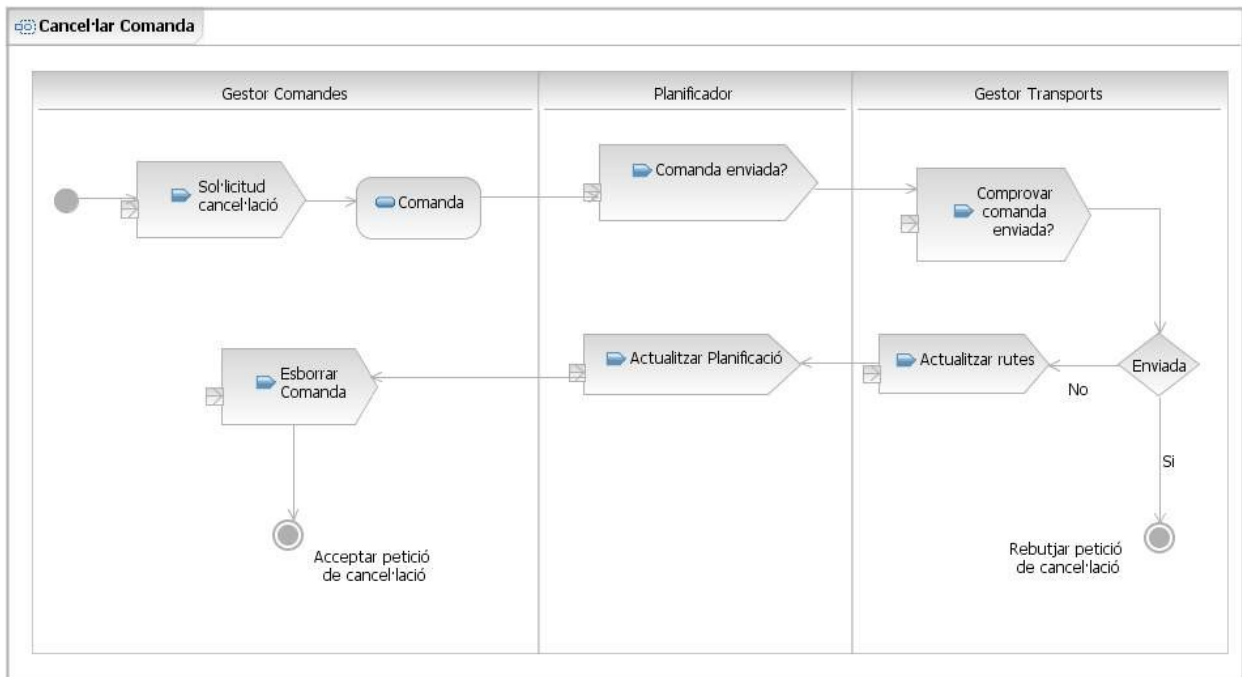 Cancel·lar Comanda
Gestor Comandes
Planificador
Gestor Transports
Sol·licitud
cancel·lació
Comanda
Comanda enviada?
Comprovar
comanda
enviada?
Esborrar
Comanda
Actualitzar Planificació
Actualitzar rutes
Enviada
No
Si
Acceptar petició
de cancel·lació
Rebutjar petició
de cancel·lació